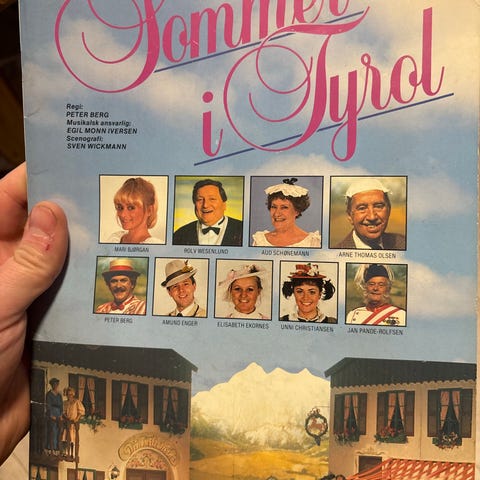 Sommer
i Tyrol
Regi:
PETER BERG
Musikalsk ansvarlig:
EGIL MONN IVERSEN
Scenografi:
SVEN WICKMANN
MARI BJØRGAN
ROLV WESENLUND
AUD SCHØNEMANN
ARNE THOMAS OLSEN
PETER BERG
AMUND ENGER
ELISABETH EKORNES
UNNI CHRISTIANSEN
JAN PANDE-ROLFSEN